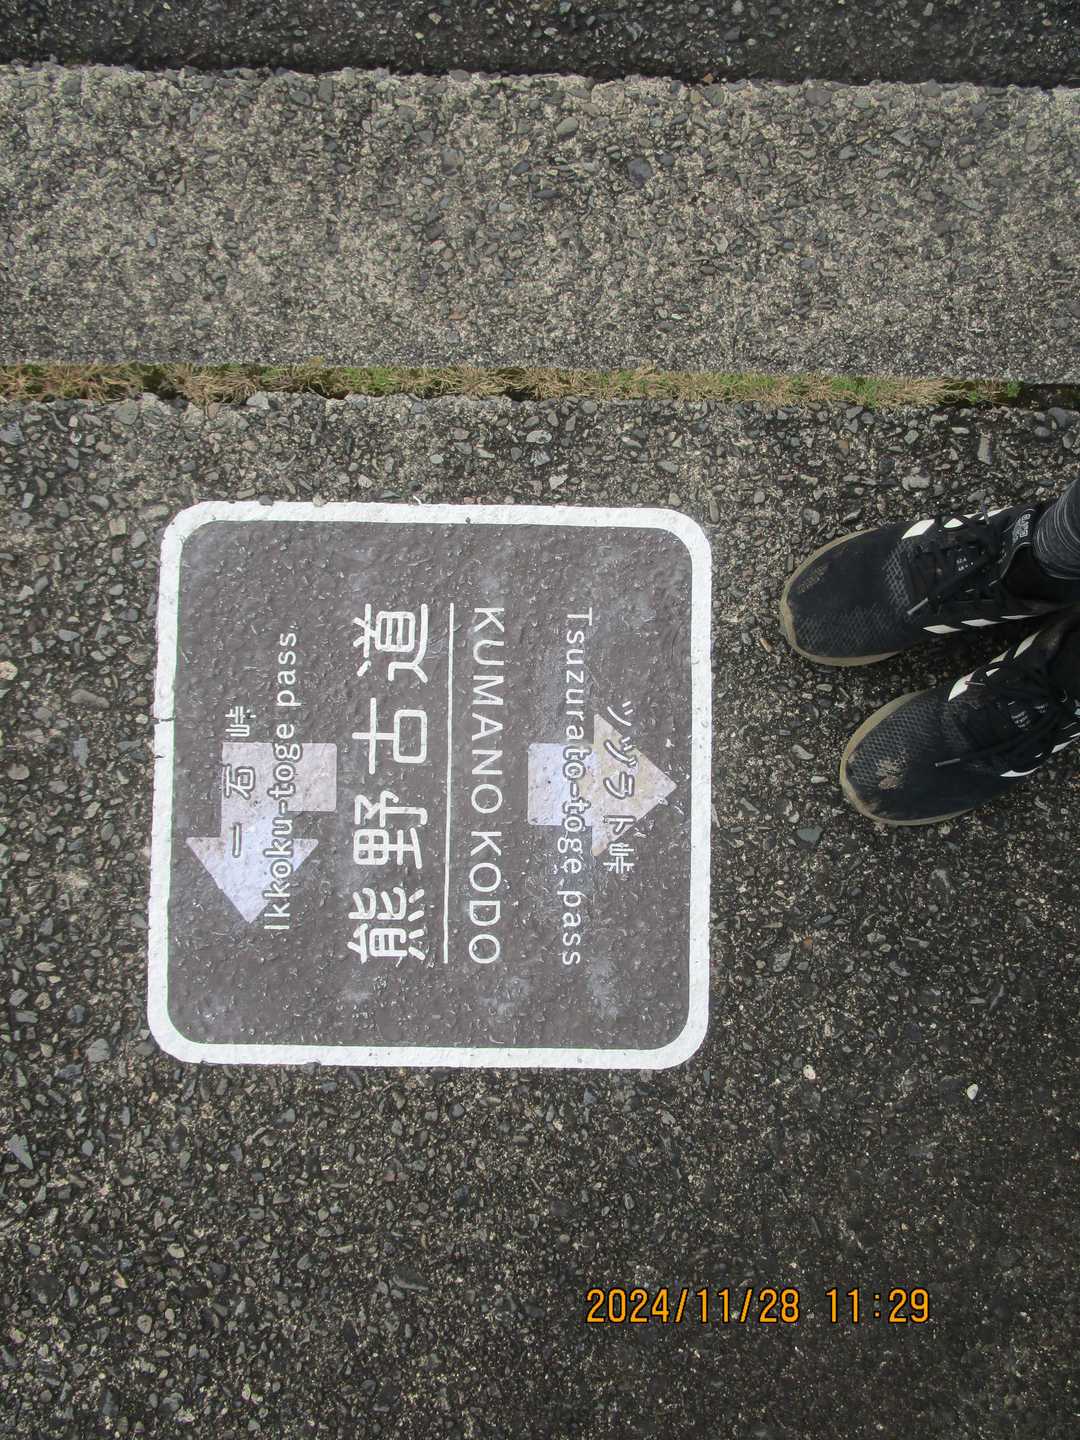 一石峠
Ikkoku-toge pass
熊野古道
KUMANO KODO
Tsuzurato-toge pass
ツヅラト峠
2024/11/28 11:29